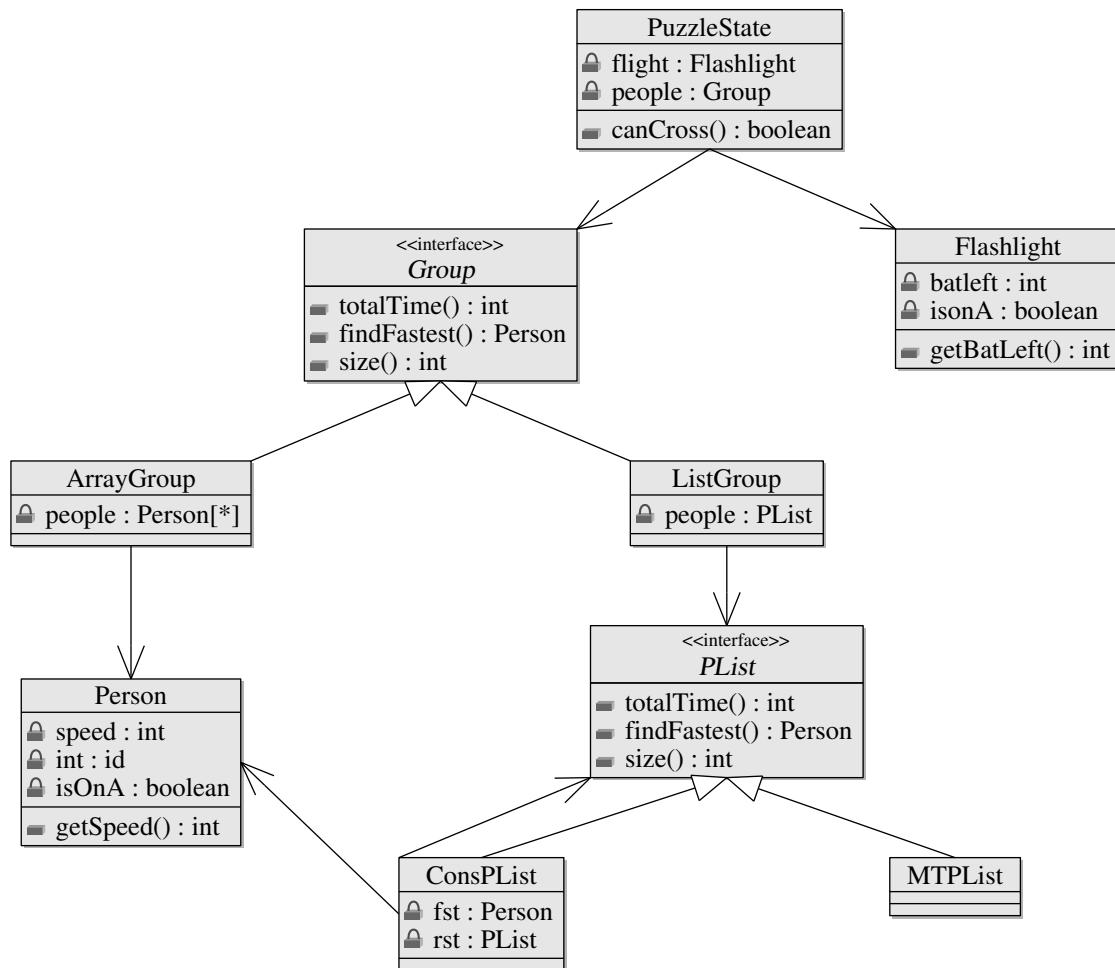 PuzzleState
flight : Flashlight
people : Group
canCross() : boolean
<<interface>>
Group
totalTime() : int
findFastest() : Person
size() : int
Flashlight
batleft : int
isonA : boolean
getBatLeft() : int
ArrayGroup
people : Person[*]
ListGroup
people : PList
<<interface>>
PList
totalTime() : int
findFastest() : Person
size() : int
Person
speed : int
int : id
isOnA : boolean
getSpeed() : int
ConsPList
fst : Person
rst : PList
MTPList